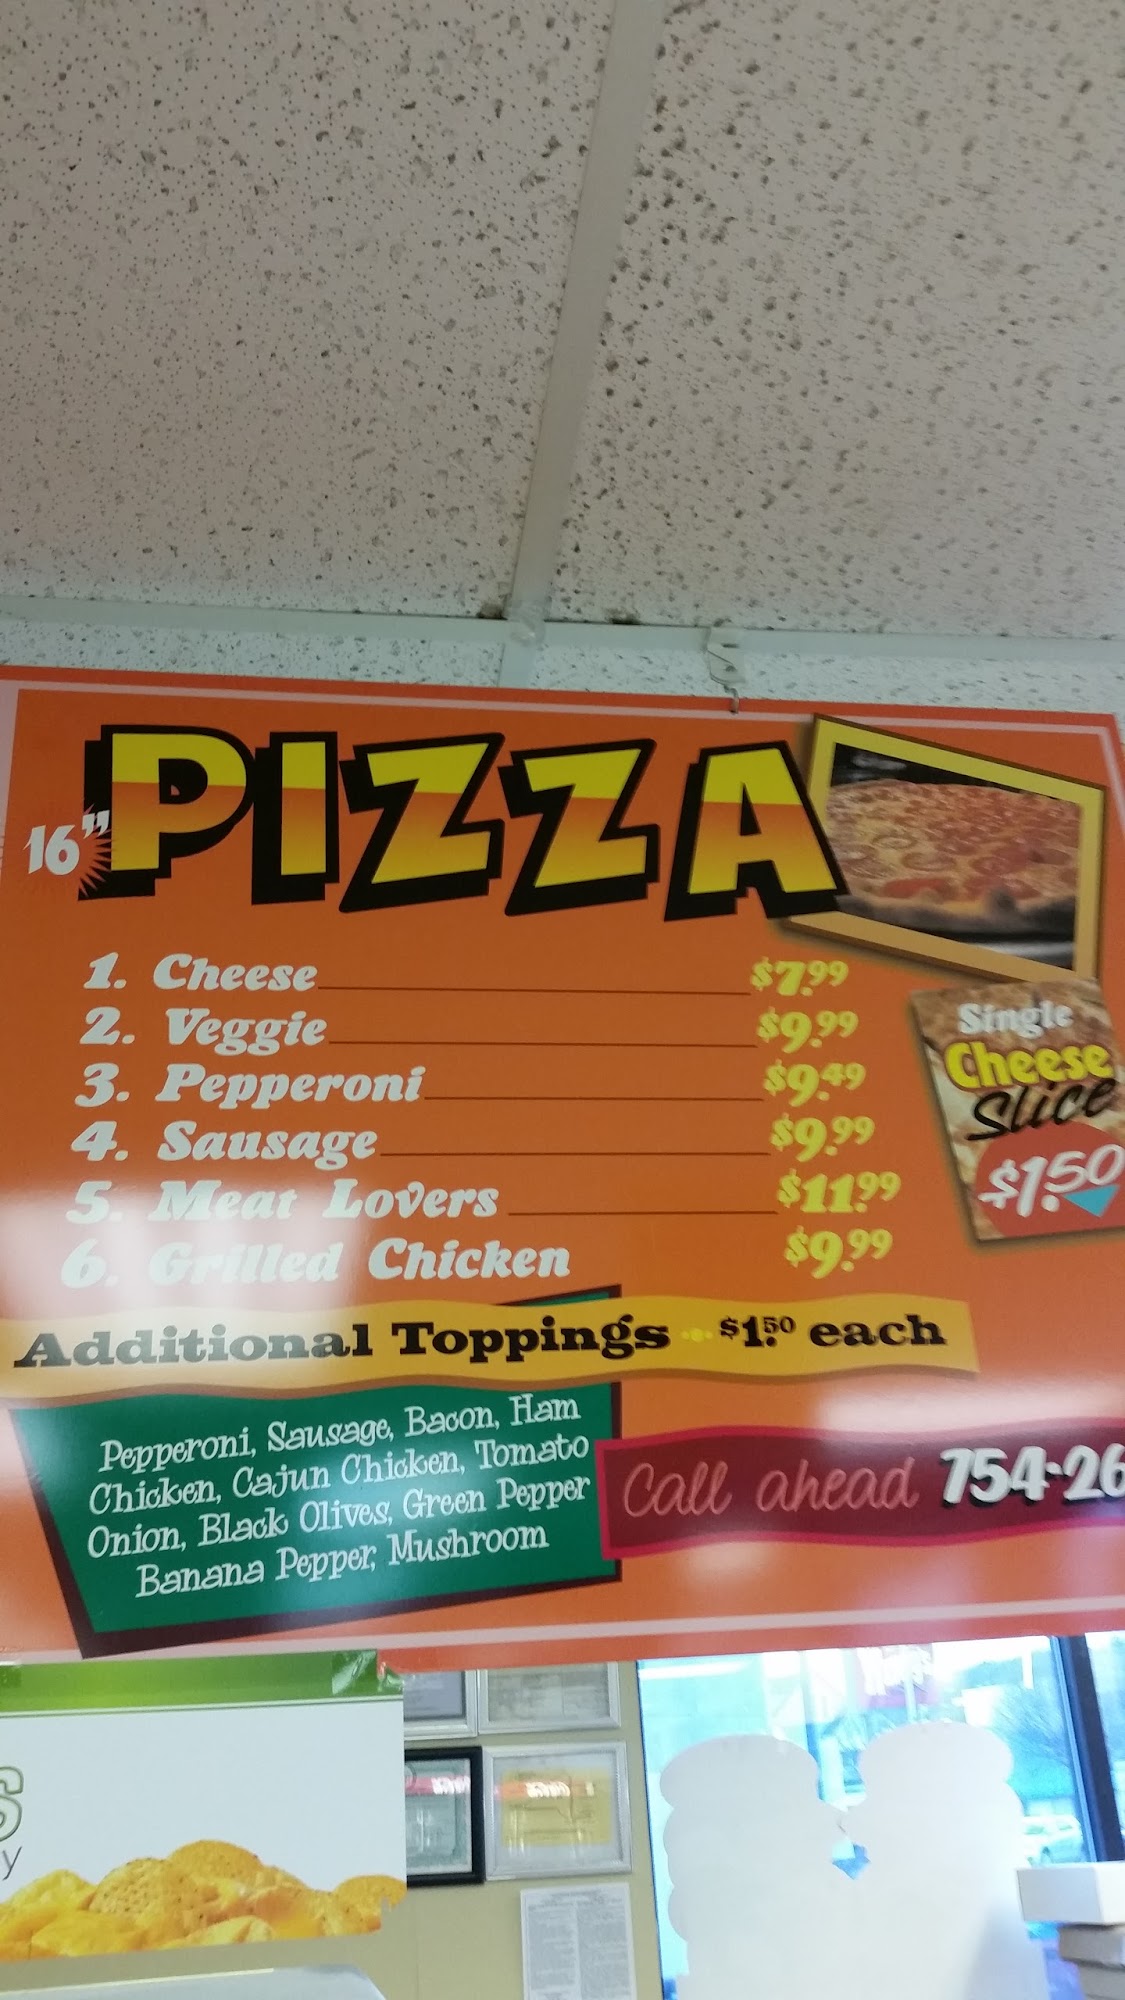 16" PIZZA
1. Cheese $7.99
2. Veggie $9.99
3. Pepperoni $9.49
4. Sausage $9.99
5. Meat Lovers $11.99
6. Grilled Chicken $9.99
Single
Cheese
Slice
$1.50
Additional Toppings $1.50 each
Pepperoni, Sausage, Bacon, Ham
Chicken, Cajun Chicken, Tomato
Onion, Black Olives, Green Pepper
Banana Pepper, Mushroom
Call ahead 754-26
S
y